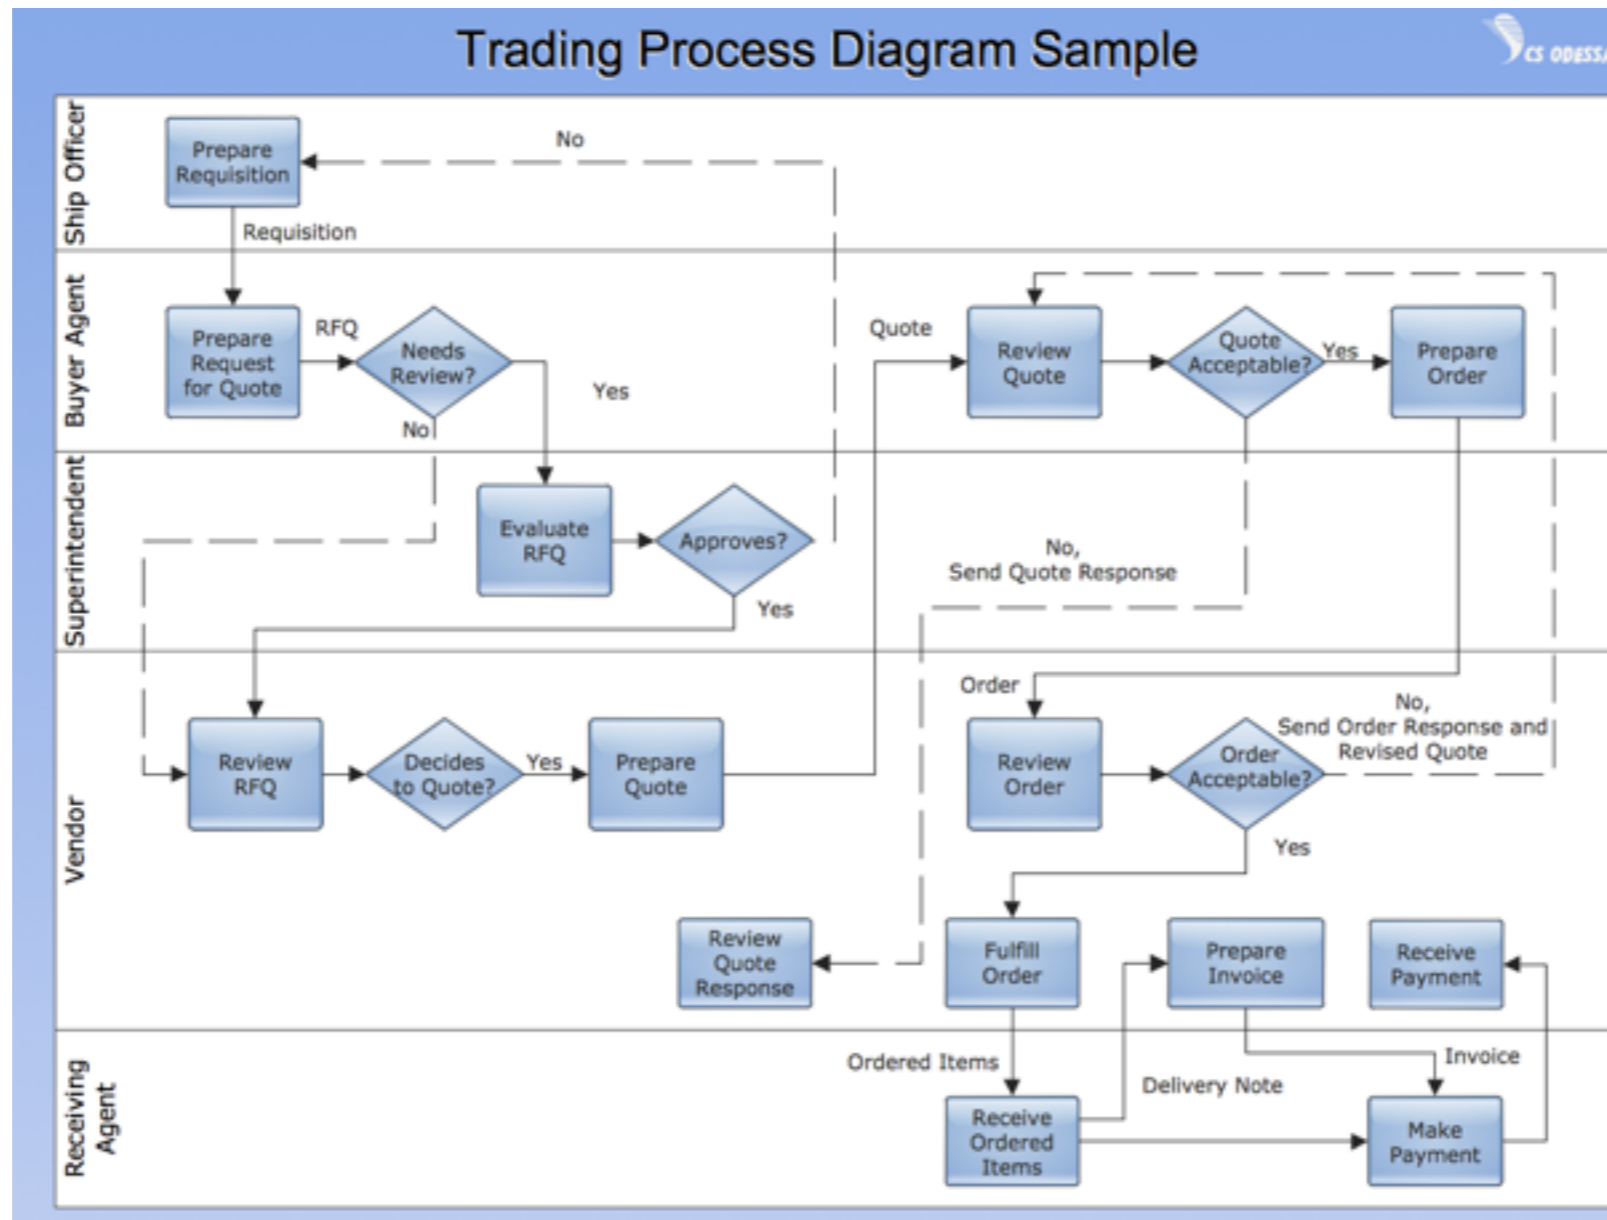 Trading Process Diagram Sample
CS ODESSA
Ship Officer
Prepare
Requisition
No
Requisition
Buyer Agent
Prepare
Request
for Quote
RFQ
Needs
Review?
Yes
No
Quote
Review
Quote
Quote
Acceptable?
Yes
Prepare
Order
Superintendent
Evaluate
RFQ
Approves?
Yes
No,
Send Quote Response
Vendor
Review
RFQ
Decides
to Quote?
Yes
Prepare
Quote
Order
Review
Order
Order
Acceptable?
No,
Send Order Response and
Revised Quote
Yes
Review
Quote
Response
Fulfill
Order
Prepare
Invoice
Receive
Payment
Receiving
Agent
Ordered Items
Delivery Note
Invoice
Receive
Ordered
Items
Make
Payment